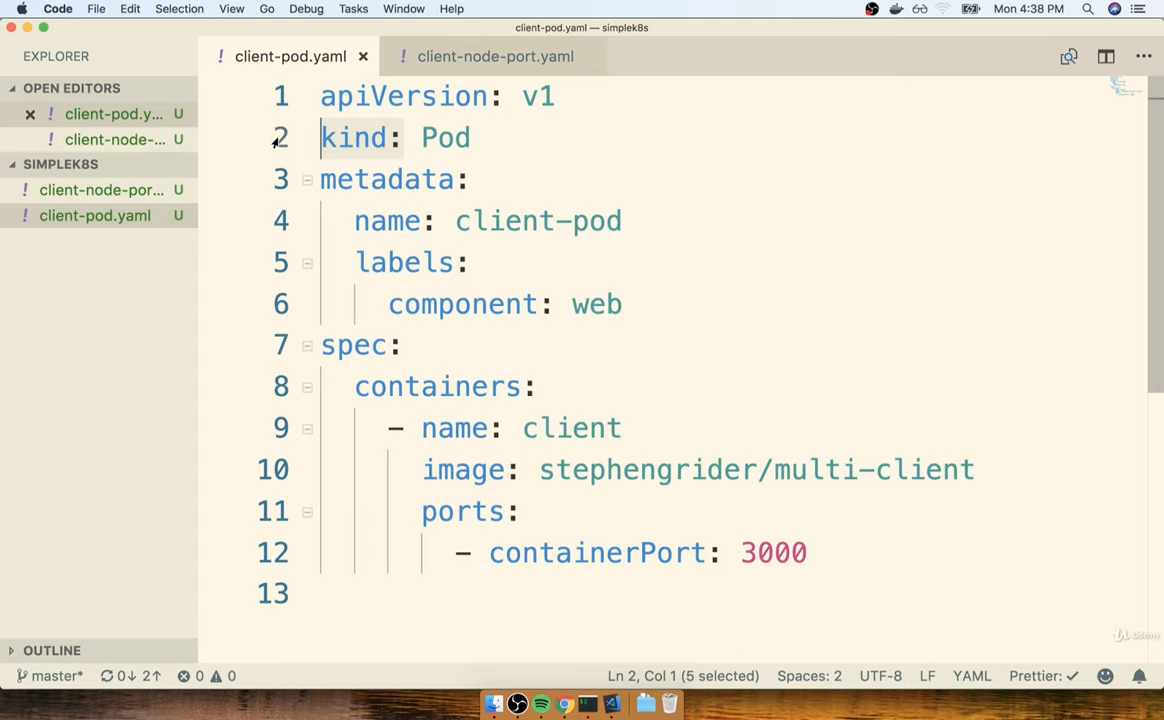 Code File Edit Selection View Go Debug Tasks Window Help Mon 4:38 PM
client-pod.yaml — simplek8s
EXPLORER
! client-pod.yaml × ! client-node-port.yaml
OPEN EDITORS
× ! client-pod.y... U
! client-node-... U
SIMPLEK8S
! client-node-por... U
! client-pod.yaml U
1 apiVersion: v1
2 kind: Pod
3 metadata:
4 name: client-pod
5 labels:
6 component: web
7 spec:
8 containers:
9 - name: client
10 image: stephengrider/multi-client
11 ports:
12 - containerPort: 3000
13
OUTLINE
Udemy
master* 0↓ 2↑ 0 0 Ln 2, Col 1 (5 selected) Spaces: 2 UTF-8 LF YAML Prettier: ✓